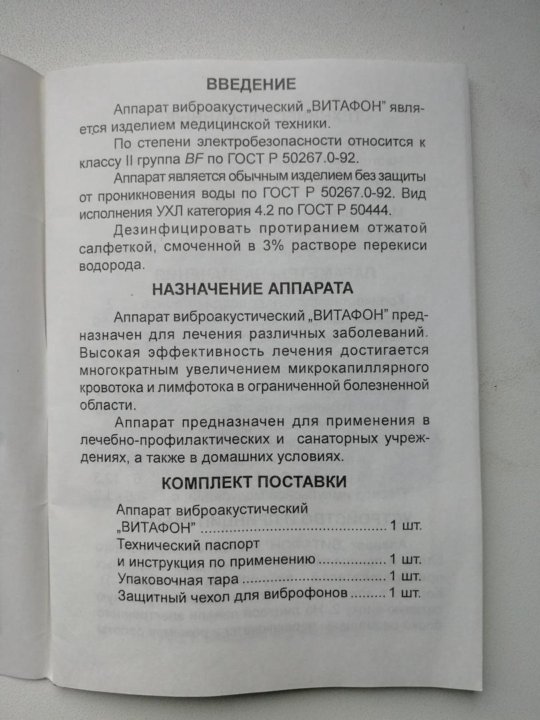 ВВЕДЕНИЕ
Аппарат виброакустический „ВИТАФОН” явля-
ется изделием медицинской техники.
По степени электробезопасности относится к
классу II группа BF по ГОСТ Р 50267.0-92.
Аппарат является обычным изделием без защиты
от проникновения воды по ГОСТ Р 50267.0-92. Вид
исполнения УХЛ категория 4.2 по ГОСТ Р 50444.
Дезинфицировать протиранием отжатой
салфеткой, смоченной в 3% растворе перекиси
водорода.
НАЗНАЧЕНИЕ АППАРАТА
Аппарат виброакустический „ВИТАФОН” пред-
назначен для лечения различных заболеваний.
Высокая эффективность лечения достигается
многократным увеличением микрокапиллярного
кровотока и лимфотока в ограниченной болезненной
области.
Аппарат предназначен для применения в
лечебно-профилактических и санаторных учреж-
дениях, а также в домашних условиях.
КОМПЛЕКТ ПОСТАВКИ
Аппарат виброакустический
„ВИТАФОН” ........................................ 1 шт.
Технический паспорт
и инструкция по применению ................ 1 шт.
Упаковочная тара ................................. 1 шт.
Защитный чехол для виброфонов ......... 1 шт.